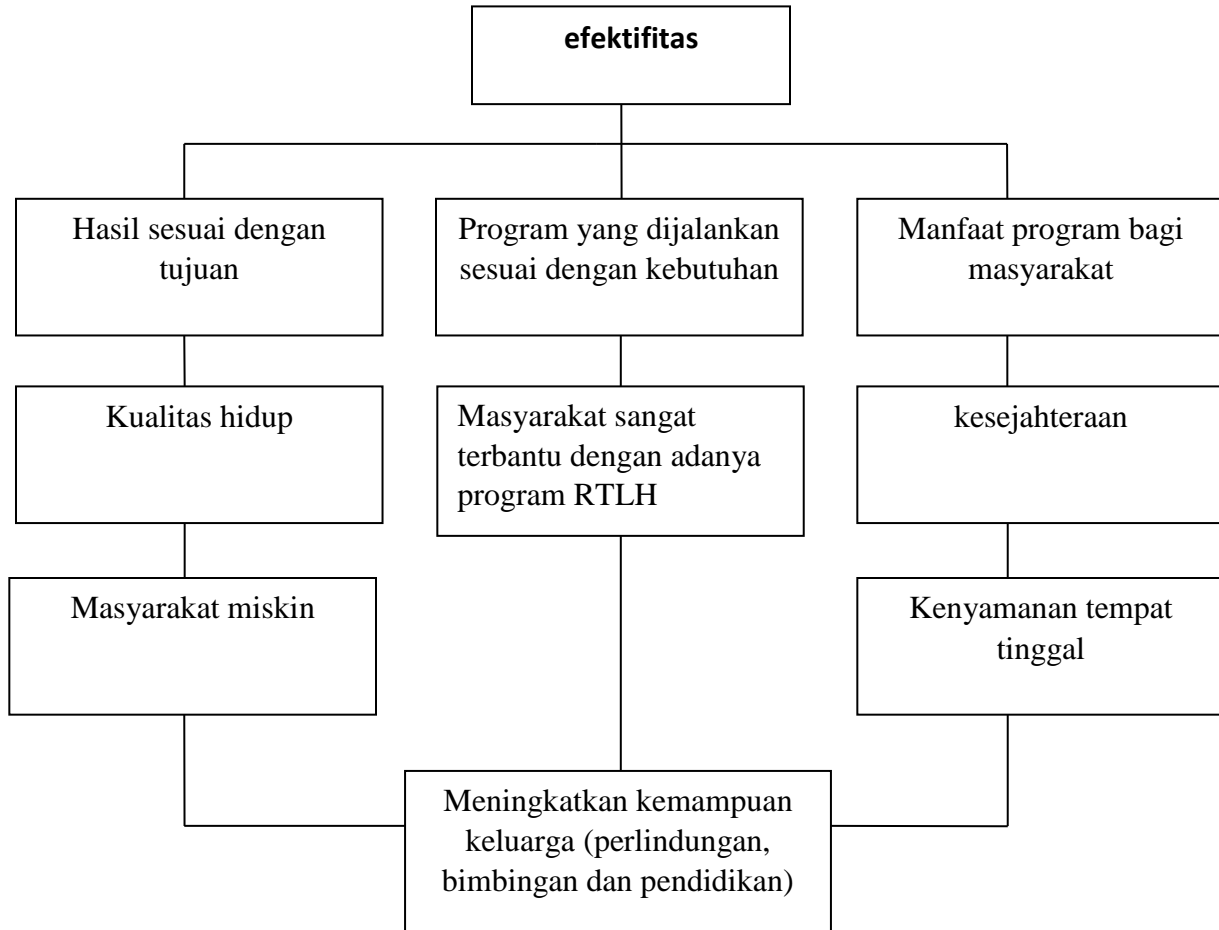 efektifitas
Hasil sesuai dengan
tujuan
Program yang dijalankan
sesuai dengan kebutuhan
Manfaat program bagi
masyarakat
Kualitas hidup
Masyarakat sangat
terbantu dengan adanya
program RTLH
kesejahteraan
Masyarakat miskin
Kenyamanan tempat
tinggal
Meningkatkan kemampuan
keluarga (perlindungan,
bimbingan dan pendidikan)